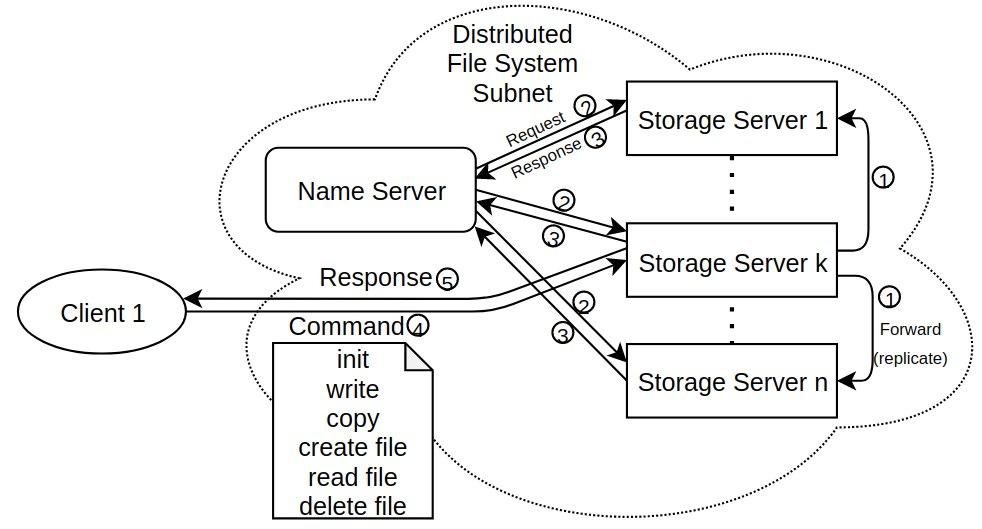 Distributed
File System
Subnet
Request 2
Response 3
Storage Server 1
Name Server
2
3
1
Storage Server k
Response 5
Client 1
Command 4
2
3
1
Forward
(replicate)
Storage Server n
init
write
copy
create file
read file
delete file